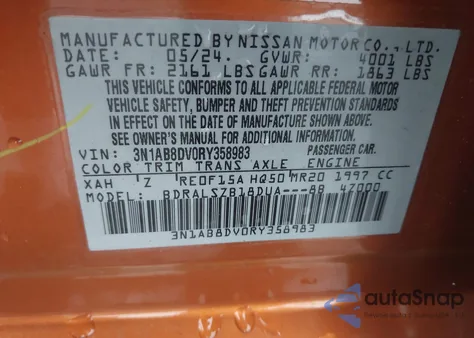 MANUFACTURED BY NISSAN MOTOR CO., LTD.
DATE: 05/24. GVWR: 4001 LBS
GAWR FR: 2161 LBS GAWR RR: 1863 LBS
THIS VEHICLE CONFORMS TO ALL APPLICABLE FEDERAL MOTOR
VEHICLE SAFETY, BUMPER AND THEFT PREVENTION STANDARDS
IN EFFECT ON THE DATE OF MANUFACTURE SHOWN ABOVE.
SEE OWNER'S MANUAL FOR ADDITIONAL INFORMATION.
VIN: 3N1AB8DV0RY358983 PASSENGER CAR.
COLOR TRIM TRANS AXLE ENGINE
XAH Z RE0F15A HQ50 MR20 1997 CC
MODEL: BDRALSZB18DUA---BB 47000
3N1AB8DV0RY358983
autoSnap